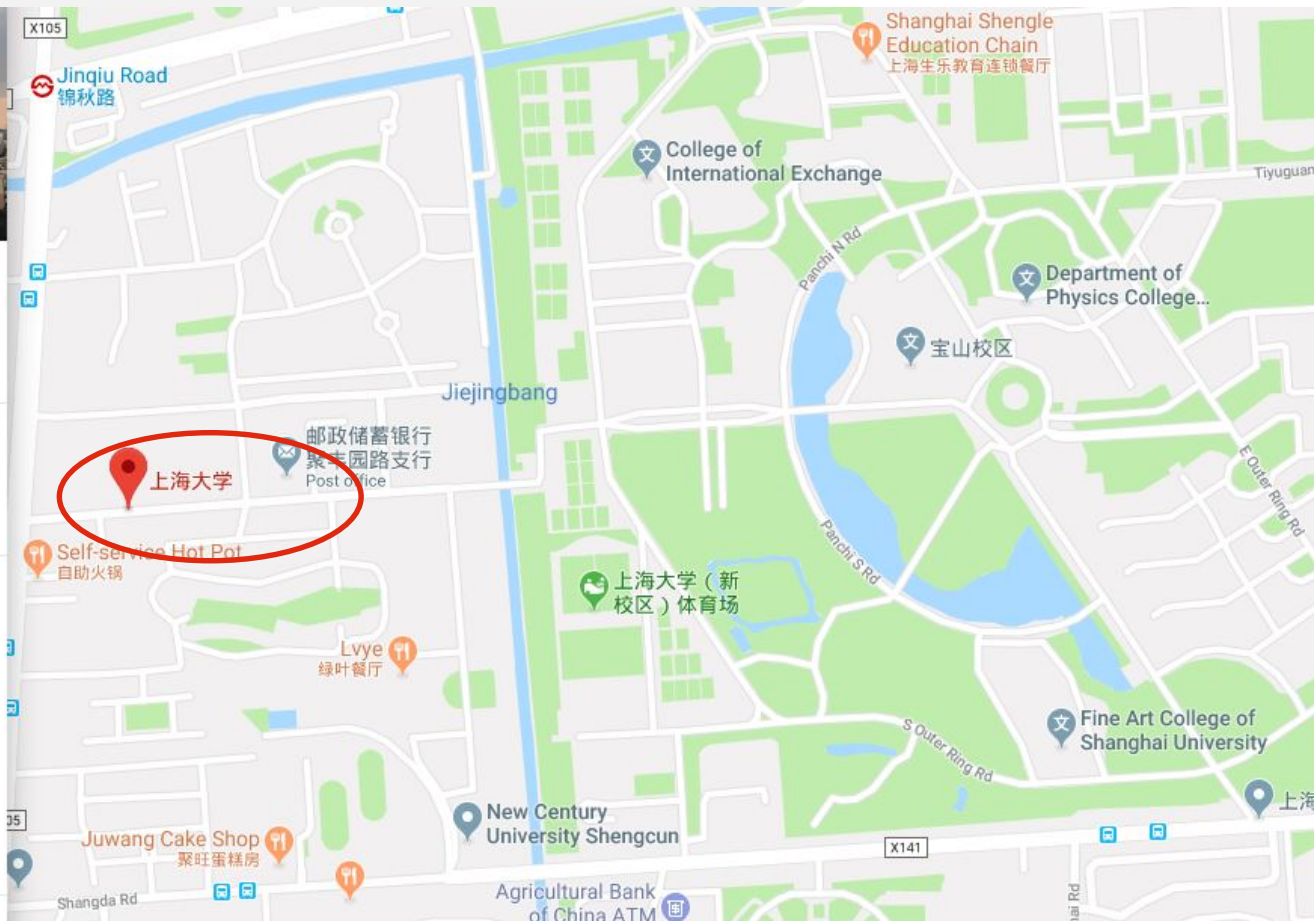 X105
Jinqiu Road
锦秋路
Shanghai Shengle
Education Chain
上海生乐教育连锁餐厅
College of
International Exchange
Tiyuguan
Panchi N Rd
Department of
Physics College...
宝山校区
Jiejingbang
邮政储蓄银行
聚丰园路支行
Post office
上海大学
E Outer Ring Rd
Self-service Hot Pot
自助火锅
Panchi S Rd
上海大学（新
校区）体育场
Lvye
绿叶餐厅
Fine Art College of
Shanghai University
S Outer Ring Rd
上海
New Century
University Shengcun
05
Juwang Cake Shop
聚旺蛋糕房
X141
Shangda Rd
Agricultural Bank
of China ATM
ai Rd